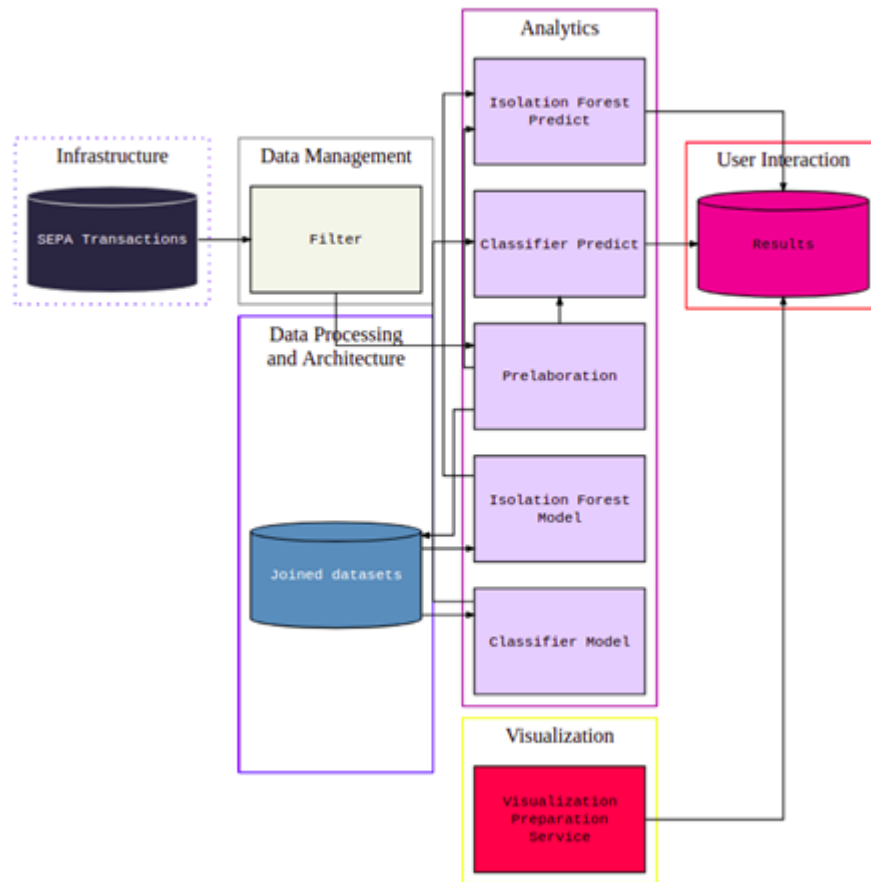 Analytics
Isolation Forest
Predict
Infrastructure
SEPA Transactions
Data Management
Filter
Classifier Predict
User Interaction
Results
Data Processing
and Architecture
Prelaboration
Isolation Forest
Model
Joined datasets
Classifier Model
Visualization
Visualization
Preparation
Service